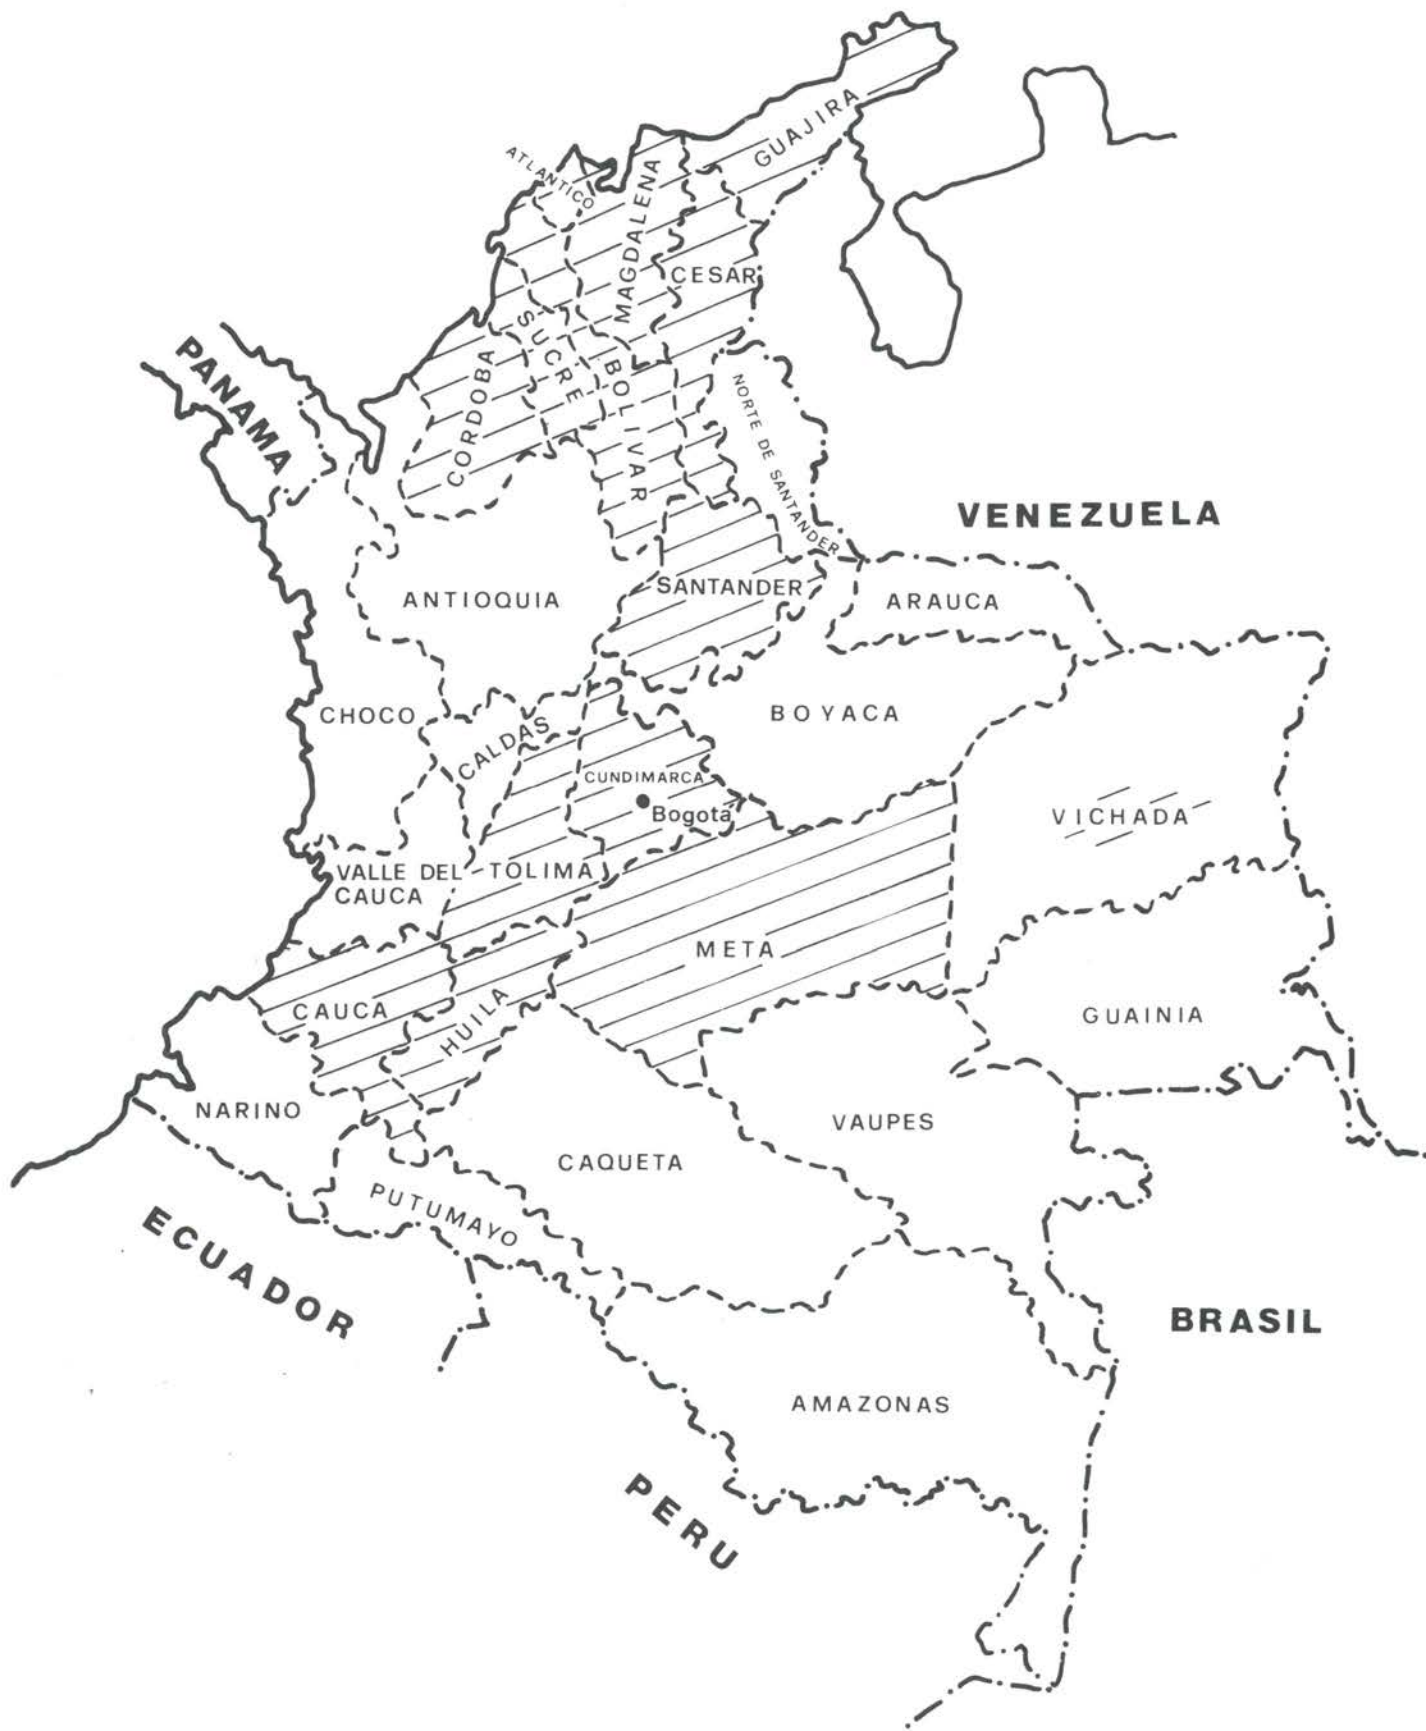 GUAJIRA
ATLANTICO
MAGDALENA
CESAR
SUCRE
BOLIVAR
CORDOBA
PANAMA
NORTE DE SANTANDER
VENEZUELA
SANTANDER
ANTIOQUIA
ARAUCA
CHOCO
BOYACA
CALDAS
CUNDIMARCA
Bogota
VICHADA
VALLE DEL
CAUCA
TOLIMA
META
CAUCA
HUILA
GUAINIA
NARINO
VAUPES
CAQUETA
PUTUMAYO
ECUADOR
BRASIL
AMAZONAS
PERU